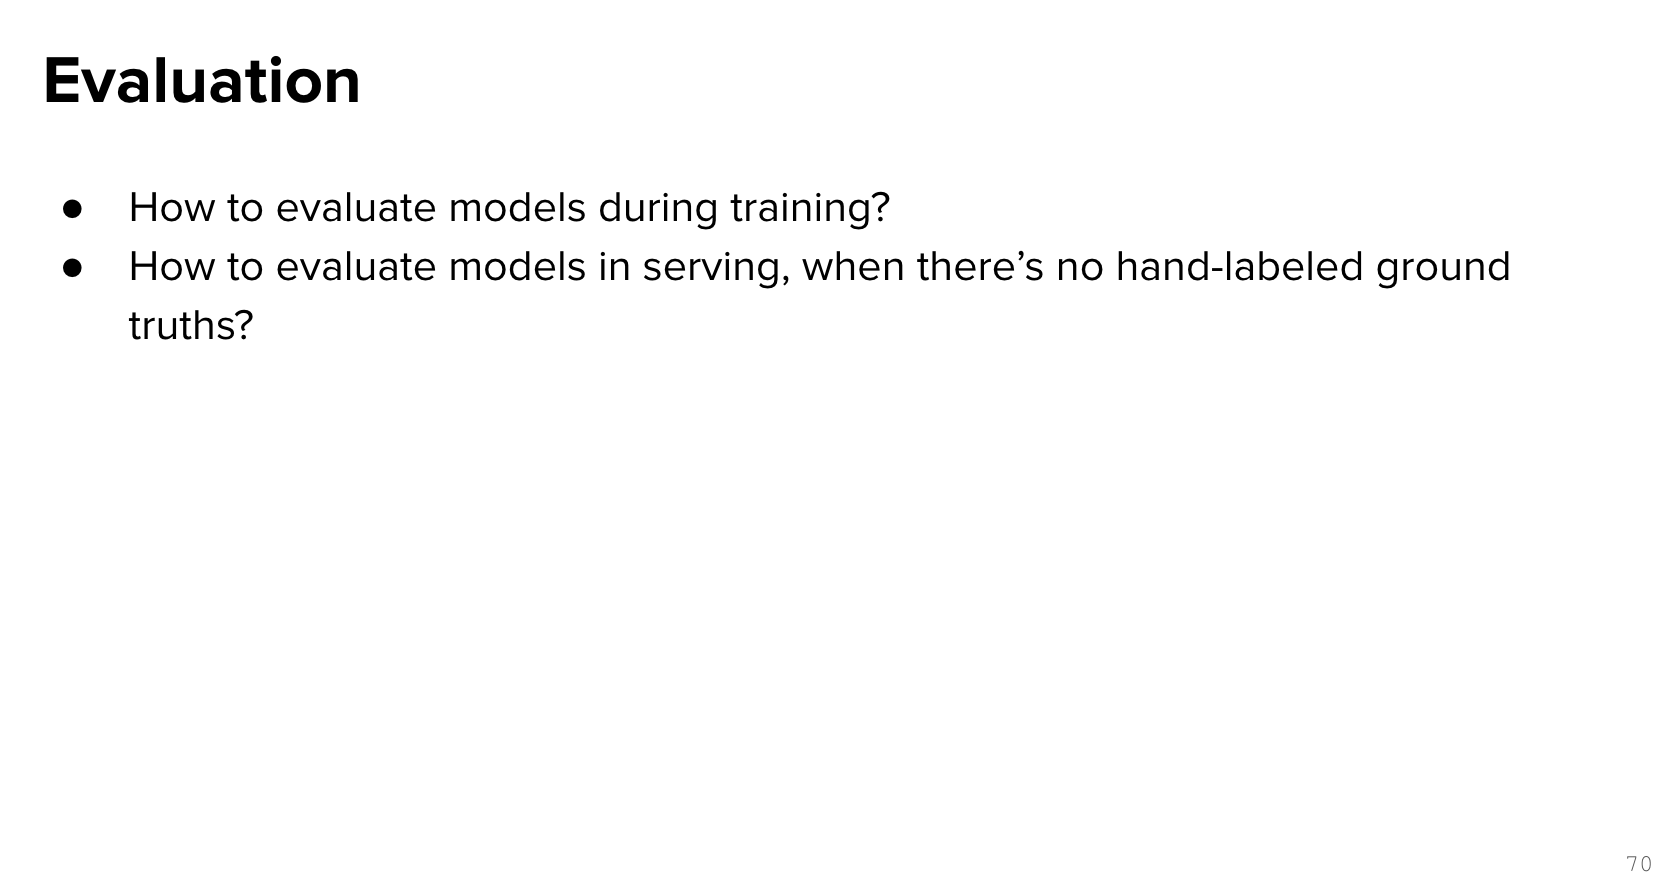 Evaluation
● How to evaluate models during training?
● How to evaluate models in serving, when there’s no hand-labeled ground
truths?
70